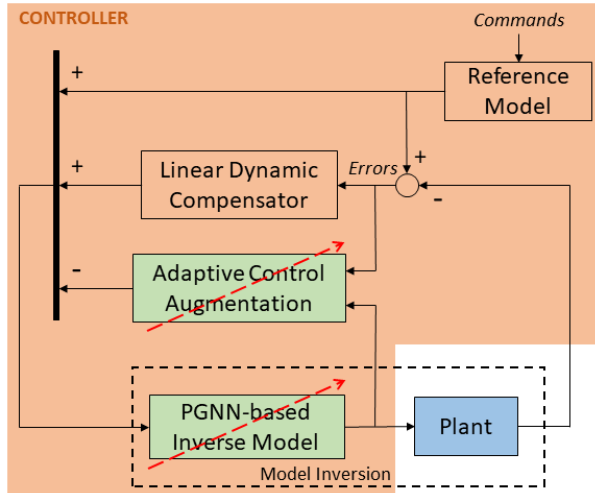 CONTROLLER
Commands
Reference
Model
+
+
Linear Dynamic
Compensator
Errors
+
-
-
Adaptive Control
Augmentation
PGNN-based
Inverse Model
Plant
Model Inversion